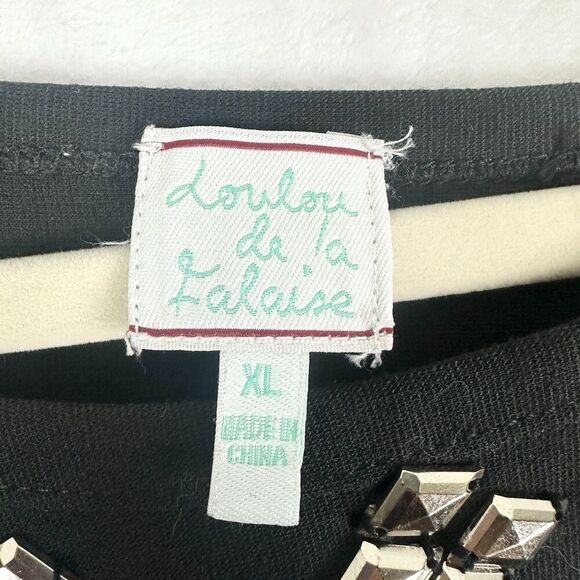 Loulou
de la
Falaise
XL
MADE IN
CHINA